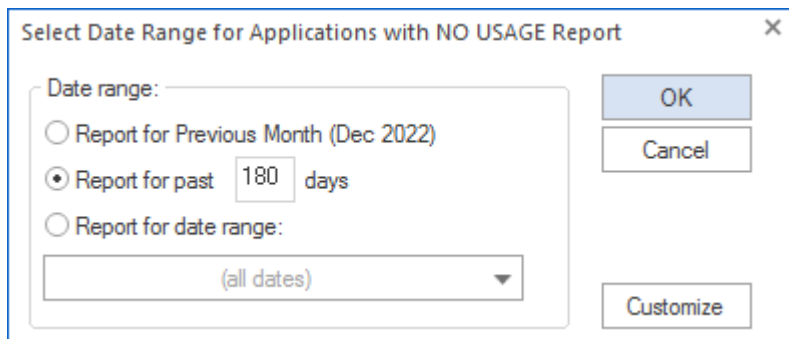 Select Date Range for Applications with NO USAGE Report
Date range:
Report for Previous Month (Dec 2022)
Report for past 180 days
Report for date range:
(all dates)
OK
Cancel
Customize